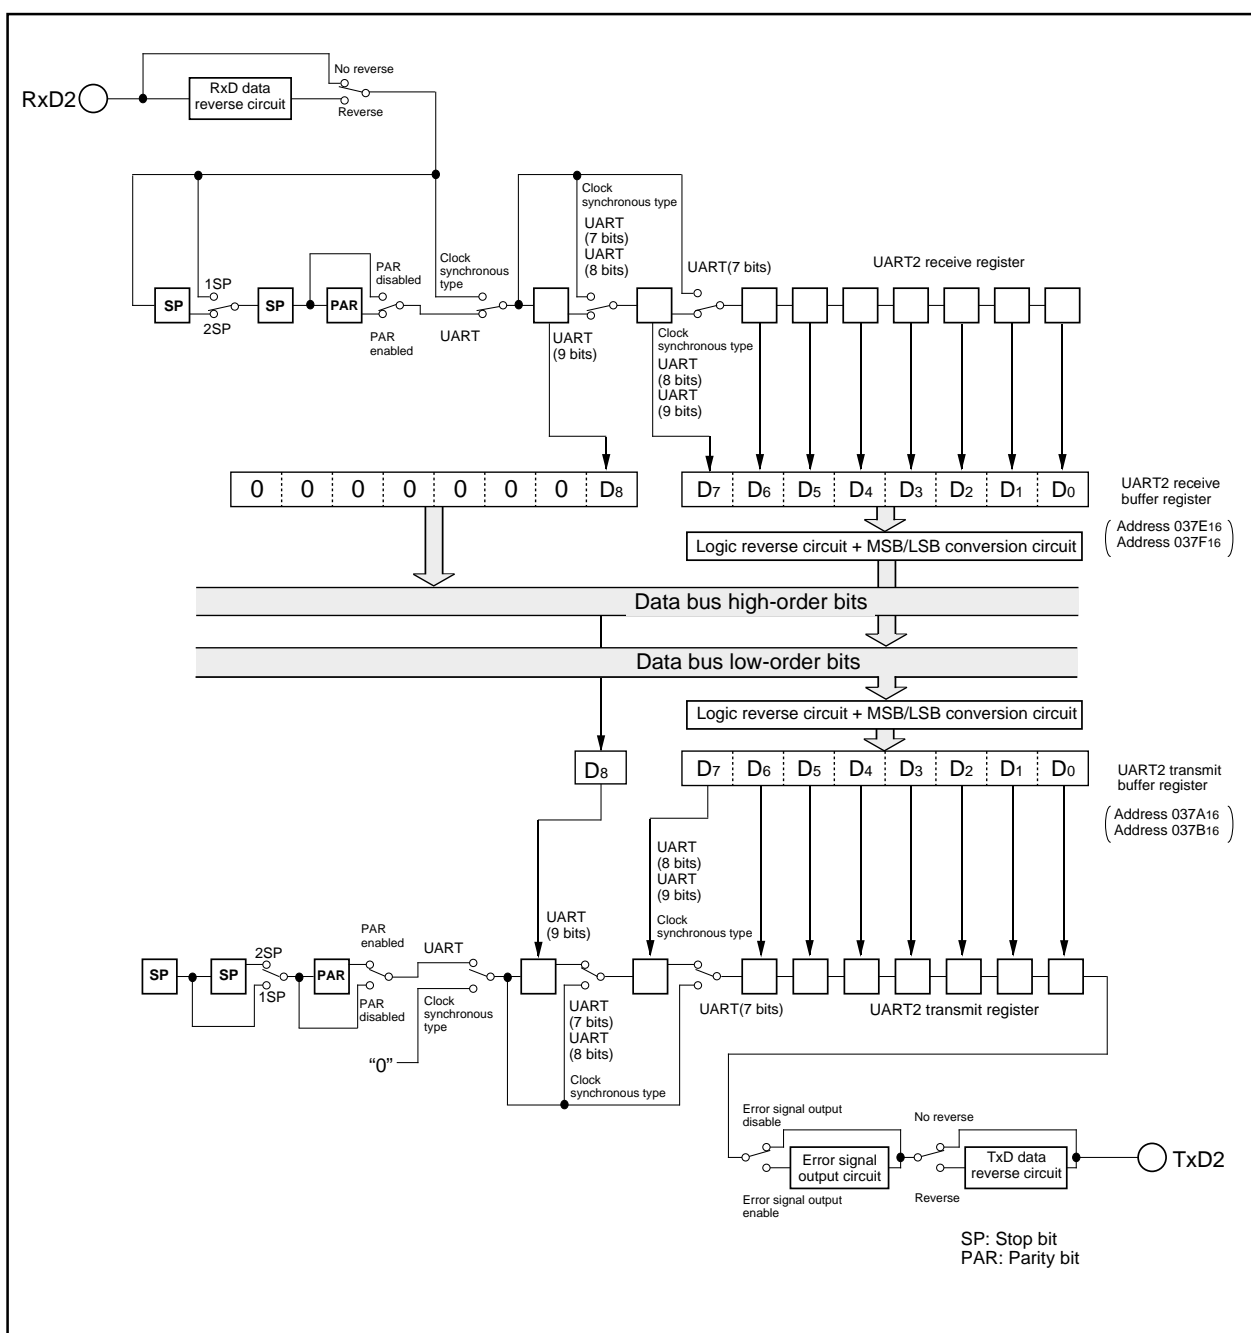 No reverse
RxD2
RxD data
reverse circuit
Reverse
Clock
synchronous type
UART
(7 bits)
UART
(8 bits)
UART(7 bits)
UART2 receive register
1SP
PAR
disabled
Clock
synchronous
type
SP
SP
PAR
2SP
PAR
enabled
UART
UART
(9 bits)
Clock
synchronous type
UART
(8 bits)
UART
(9 bits)
0 0 0 0 0 0 0 D8
D7 D6 D5 D4 D3 D2 D1 D0
UART2 receive
buffer register
Address 037E16
Address 037F16
Logic reverse circuit + MSB/LSB conversion circuit
Data bus high-order bits
Data bus low-order bits
Logic reverse circuit + MSB/LSB conversion circuit
D8
D7 D6 D5 D4 D3 D2 D1 D0
UART2 transmit
buffer register
Address 037A16
Address 037B16
UART
(8 bits)
UART
(9 bits)
UART
(9 bits)
Clock
synchronous type
PAR
enabled
2SP
UART
SP
SP
PAR
1SP
PAR
disabled
Clock
synchronous
type
UART
(7 bits)
UART
(8 bits)
UART(7 bits)
UART2 transmit register
“0”
Clock
synchronous type
Error signal output
disable
No reverse
Error signal
output circuit
TxD data
reverse circuit
TxD2
Error signal output
enable
Reverse
SP: Stop bit
PAR: Parity bit